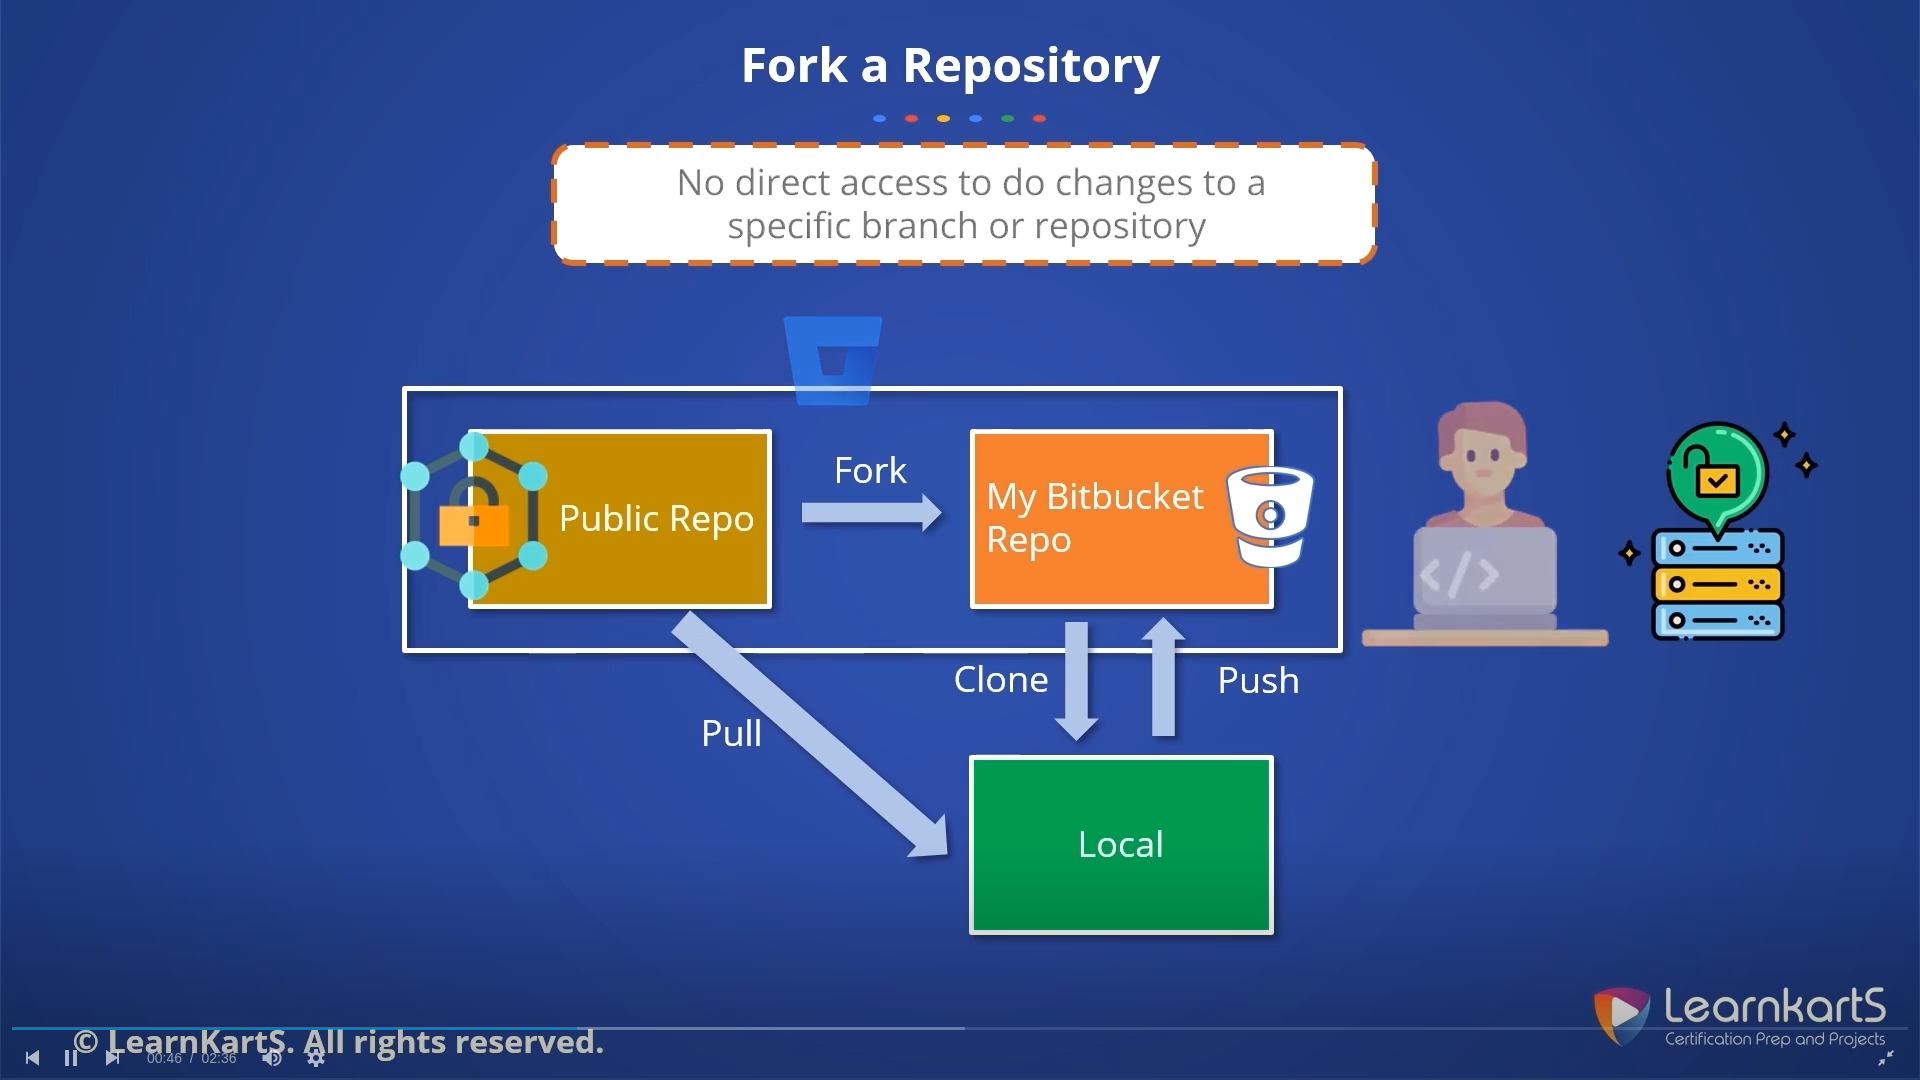 Fork a Repository
No direct access to do changes to a
specific branch or repository
Fork
Public Repo
My Bitbucket
Repo
</>
Clone
Push
Pull
Local
LearnkartS
Certification Prep and Projects
© LearnKartS. All rights reserved.
00:46 / 02:36